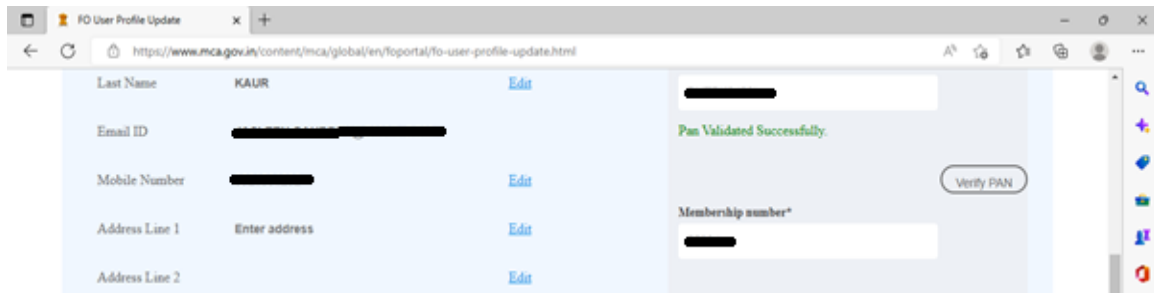 FO User Profile Update
https://www.mca.gov.in/content/mca/global/en/foportal/fo-user-profile-update.html
Last Name KAUR Edit
Email ID
Pan Validated Successfully.
Mobile Number Edit
Verify PAN
Membership number*
Address Line 1 Enter address Edit
Address Line 2 Edit